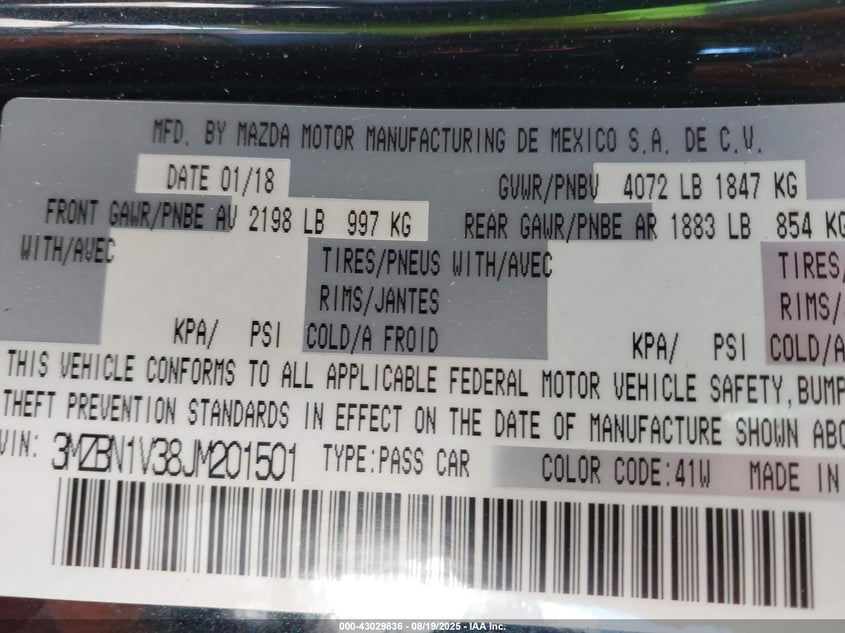 MFD. BY MAZDA MOTOR MANUFACTURING DE MEXICO S.A. DE C.V.
DATE 01/18 GVWR/PNBV 4072 LB 1847 KG
FRONT GAWR/PNBE AV 2198 LB 997 KG REAR GAWR/PNBE AR 1883 LB 854 KG
WITH/AVEC TIRES/PNEUS WITH/AVEC TIRES/
RIMS/JANTES RIMS/
KPA/ PSI COLD/A FROID KPA/ PSI COLD/A
THIS VEHICLE CONFORMS TO ALL APPLICABLE FEDERAL MOTOR VEHICLE SAFETY, BUMP
THEFT PREVENTION STANDARDS IN EFFECT ON THE DATE OF MANUFACTURE SHOWN ABO
VIN: 3MZBN1V38JM201501 TYPE:PASS CAR COLOR CODE:41W MADE IN
000-43029836 - 08/19/2025 - IAA Inc.